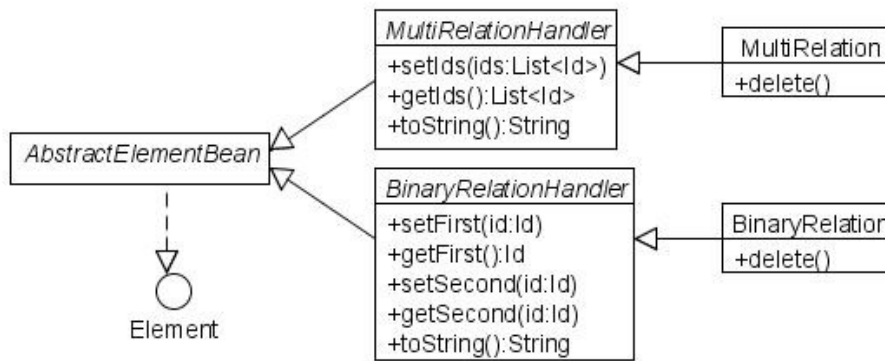 MultiRelationHandler
+setIds(ids:List<Id>)
+getIds():List<Id>
+toString():String
MultiRelation
+delete()
AbstractElementBean
Element
BinaryRelationHandler
+setFirst(id:Id)
+getFirst():Id
+setSecond(id:Id)
+getSecond(id:Id)
+toString():String
BinaryRelation
+delete()